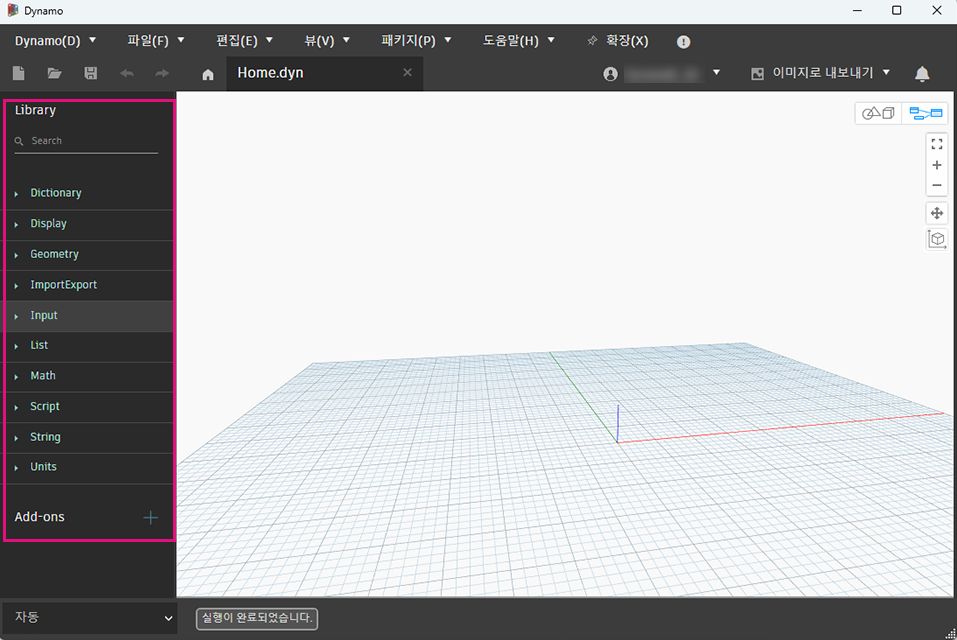 Dynamo
Dynamo(D) 파일(F) 편집(E) 뷰(V) 패키지(P) 도움말(H) 확장(X)
Home.dyn 이미지로 내보내기
Library
Search
Dictionary
Display
Geometry
ImportExport
Input
List
Math
Script
String
Units
Add-ons
자동 실행이 완료되었습니다.